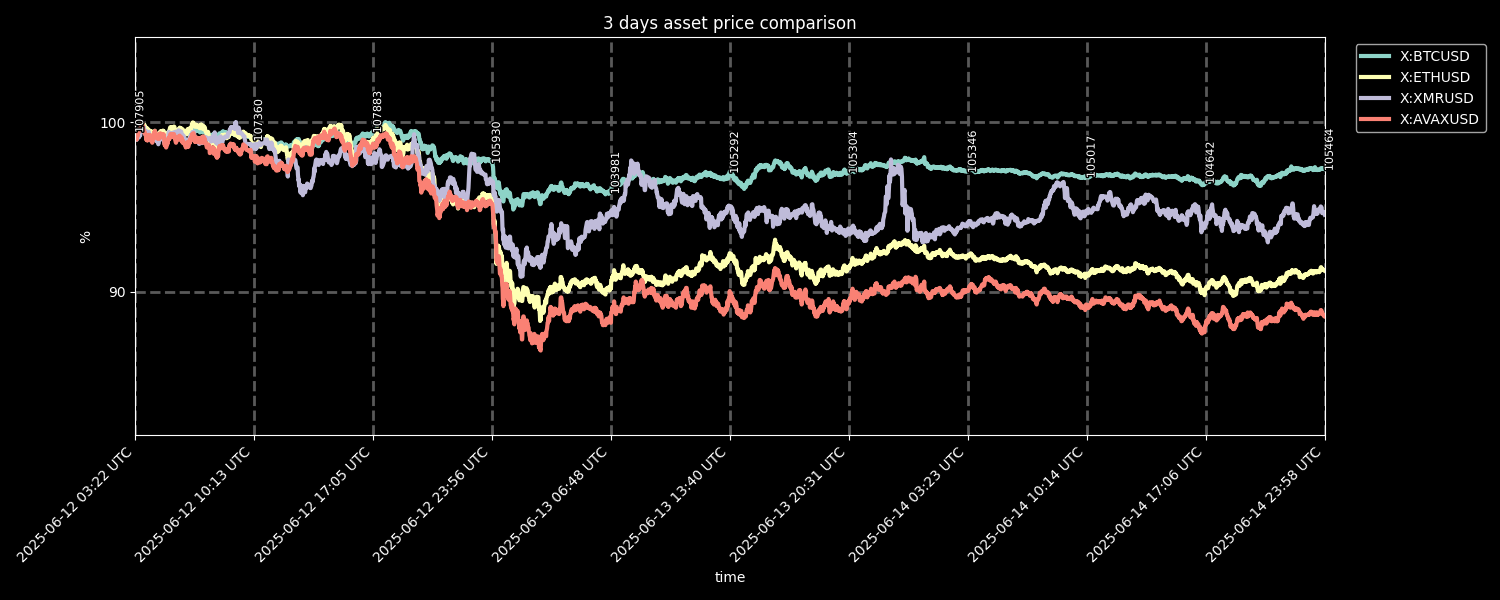 3 days asset price comparison
X:BTCUSD
X:ETHUSD
X:XMRUSD
X:AVAXUSD
%
100
90
107905
107360
107883
105930
103981
105292
105304
105346
105017
104642
105464
2025-06-12 03:22 UTC
2025-06-12 10:13 UTC
2025-06-12 17:05 UTC
2025-06-12 23:56 UTC
2025-06-13 06:48 UTC
2025-06-13 13:40 UTC
2025-06-13 20:31 UTC
2025-06-14 03:23 UTC
2025-06-14 10:14 UTC
2025-06-14 17:06 UTC
2025-06-14 23:58 UTC
time